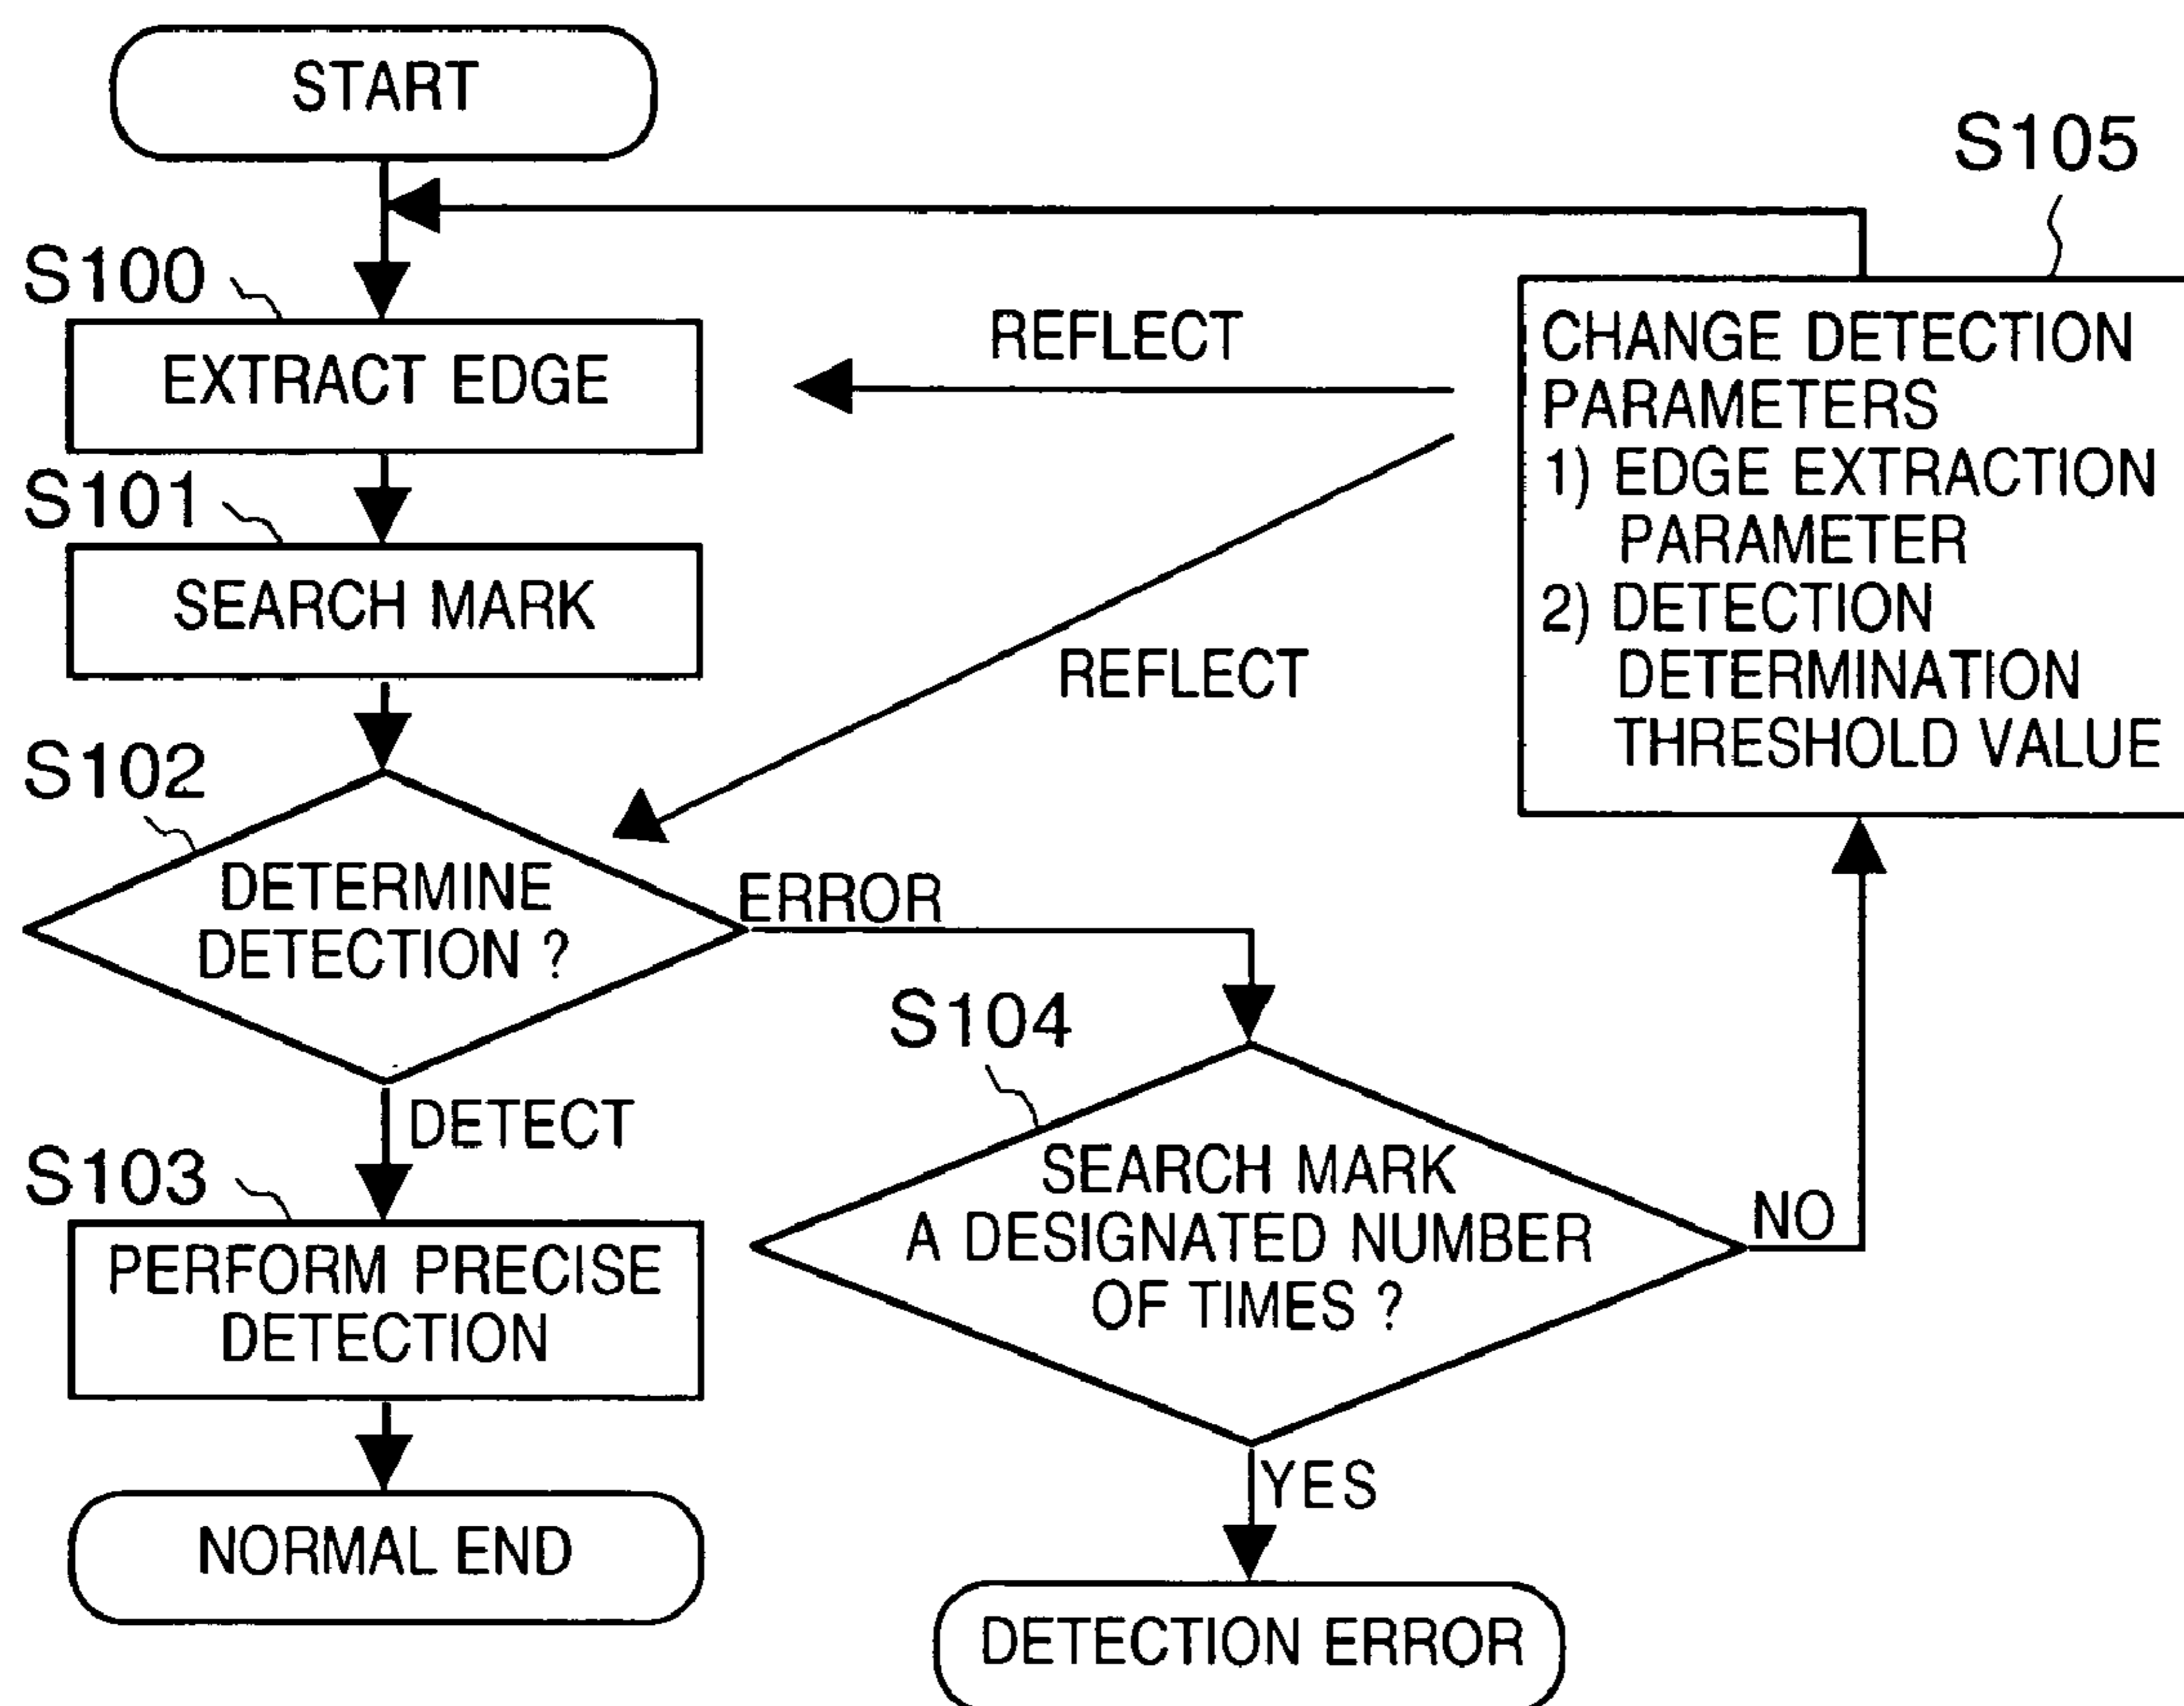 START
S105
S100
EXTRACT EDGE
REFLECT
CHANGE DETECTION
PARAMETERS
1) EDGE EXTRACTION
PARAMETER
2) DETECTION
DETERMINATION
THRESHOLD VALUE
S101
SEARCH MARK
REFLECT
S102
DETERMINE
DETECTION ?
ERROR
DETECT
S104
SEARCH MARK
A DESIGNATED NUMBER
OF TIMES ?
NO
YES
S103
PERFORM PRECISE
DETECTION
NORMAL END
DETECTION ERROR